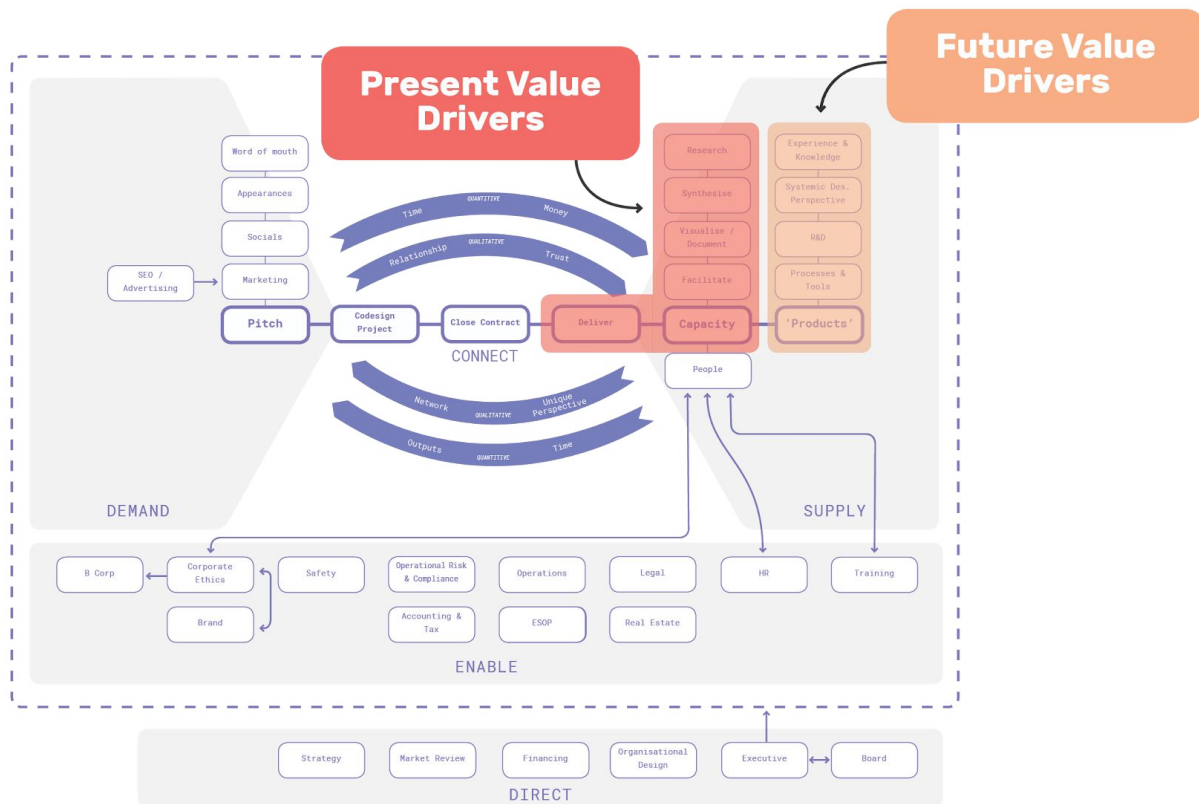 Present Value
Drivers
Future Value
Drivers
Word of mouth
Appearances
Socials
Marketing
SEO /
Advertising
Pitch
Codesign
Project
Close Contract
Deliver
Capacity
'Products'
CONNECT
Time
QUANTITIVE
Money
Relationship
QUALITATIVE
Trust
Network
QUALITATIVE
Unique
Perspective
Outputs
QUANTITIVE
Time
Research
Synthesise
Visualise /
Document
Facilitate
People
Experience &
Knowledge
Systemic Des.
Perspective
R&D
Processes &
Tools
DEMAND
SUPPLY
B Corp
Corporate
Ethics
Safety
Operational Risk
& Compliance
Operations
Legal
HR
Training
Brand
Accounting &
Tax
ESOP
Real Estate
ENABLE
Strategy
Market Review
Financing
Organisational
Design
Executive
Board
DIRECT